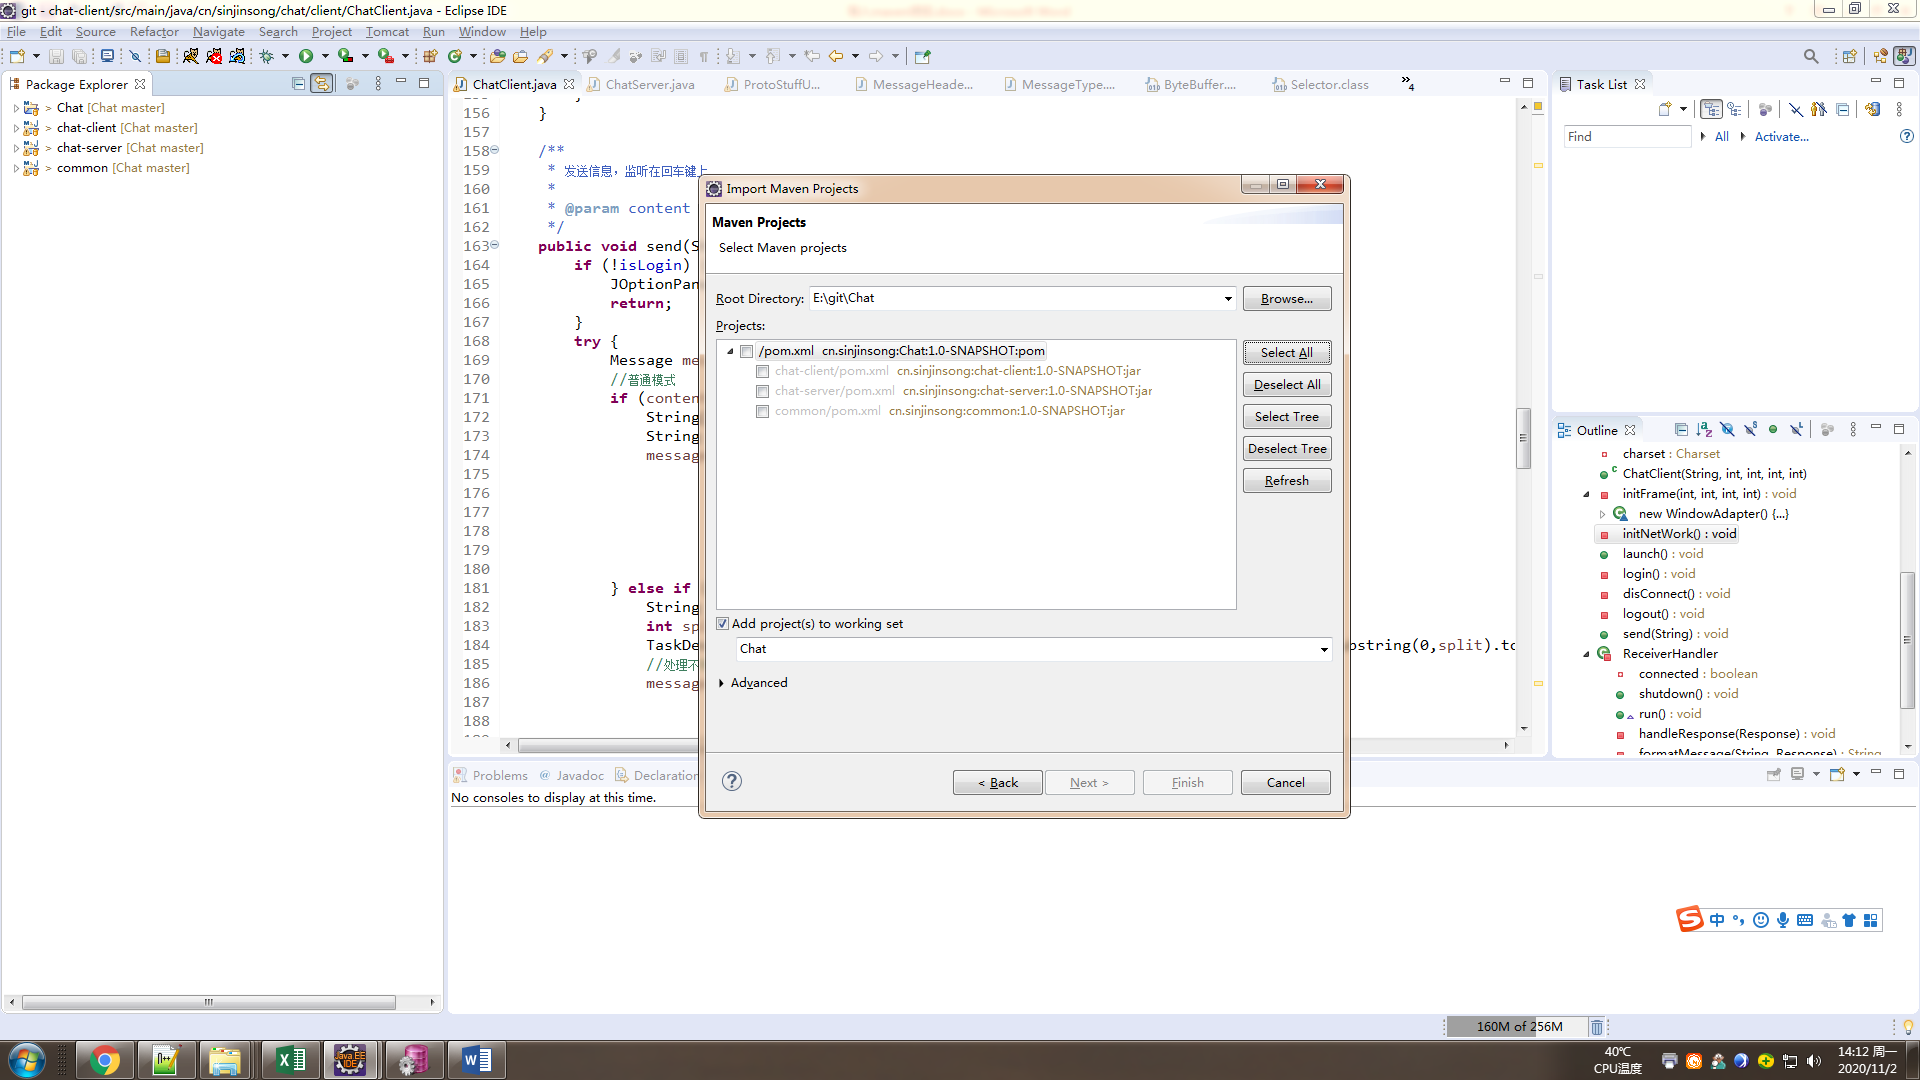 git - chat-client/src/main/java/cn/sinjinsong/chat/client/ChatClient.java - Eclipse IDE
File Edit Source Refactor Navigate Search Project Tomcat Run Window Help
Package Explorer
> Chat [Chat master]
> chat-client [Chat master]
> chat-server [Chat master]
> common [Chat master]
ChatClient.java ChatServer.java ProtoStuffU... MessageHeade... MessageType.... ByteBuffer.... Selector.class »4
156 }
157
158 /**
159 * 发送信息，监听在回车键上
160 *
161 * @param content
162 */
163 public void send(S
164 if (!isLogin)
165 JOptionPan
166 return;
167 }
168 try {
169 Message me
170 //普通模式
171 if (conten
172 String
173 String
174 messag
175
176
177
178
179
180
181 } else if
182 String
183 int sp
184 TaskDe ostring(0,split).tc
185 //处理不
186 messag
187
188
Import Maven Projects
Maven Projects
Select Maven projects
Root Directory: E:\git\Chat Browse...
Projects:
/pom.xml cn.sinjinsong:Chat:1.0-SNAPSHOT:pom
chat-client/pom.xml cn.sinjinsong:chat-client:1.0-SNAPSHOT:jar
chat-server/pom.xml cn.sinjinsong:chat-server:1.0-SNAPSHOT:jar
common/pom.xml cn.sinjinsong:common:1.0-SNAPSHOT:jar
Select All
Deselect All
Select Tree
Deselect Tree
Refresh
Add project(s) to working set
Chat
Advanced
< Back Next > Finish Cancel
Task List
Find All Activate...
Outline
charset : Charset
ChatClient(String, int, int, int, int)
initFrame(int, int, int, int) : void
new WindowAdapter() {...}
initNetWork() : void
launch() : void
login() : void
disConnect() : void
logout() : void
send(String) : void
ReceiverHandler
connected : boolean
shutdown() : void
run() : void
handleResponse(Response) : void
formatMessage(String, Response) : String
Problems Javadoc Declaration
No consoles to display at this time.
中
160M of 256M
40℃
CPU温度
14:12 周一
2020/11/2